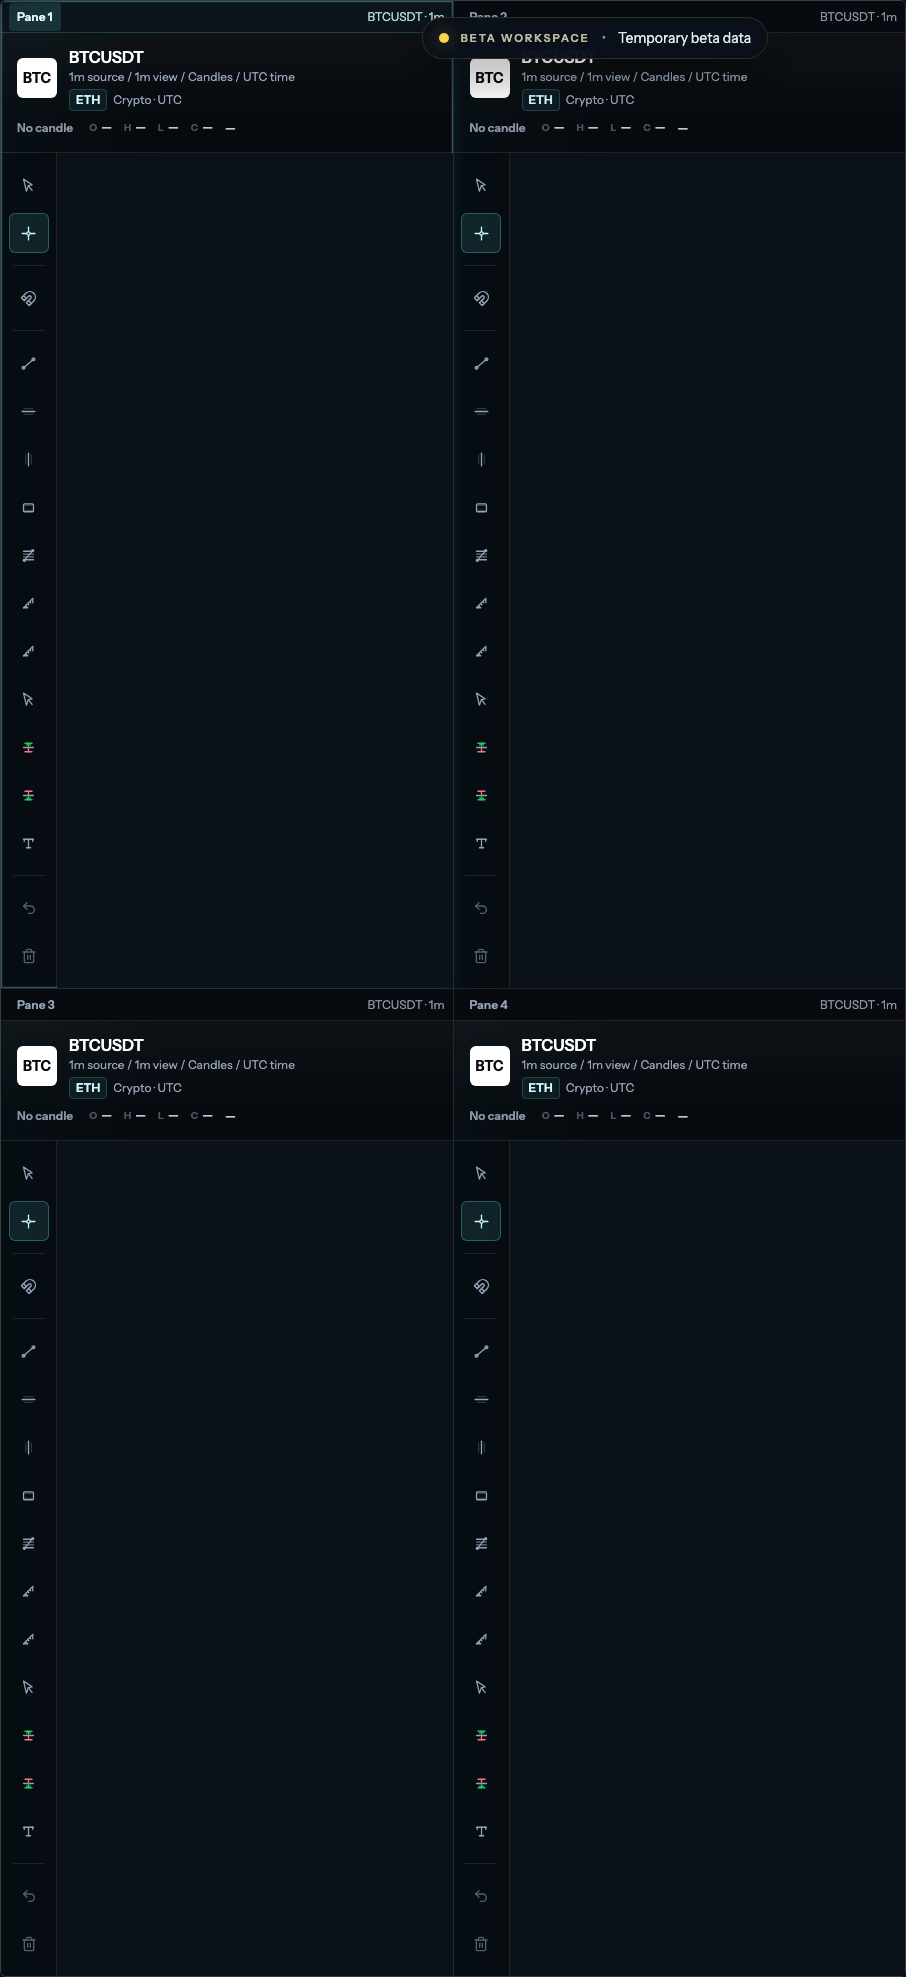 Pane 1
BTCUSDT · 1m
Pane 2
BTCUSDT · 1m
BETA WORKSPACE · Temporary beta data
BTC
BTCUSDT
1m source / 1m view / Candles / UTC time
ETH Crypto · UTC
No candle O — H — L — C — —
BTC
BTCUSDT
1m source / 1m view / Candles / UTC time
ETH Crypto · UTC
No candle O — H — L — C — —
Pane 3
BTCUSDT · 1m
BTC
BTCUSDT
1m source / 1m view / Candles / UTC time
ETH Crypto · UTC
No candle O — H — L — C — —
Pane 4
BTCUSDT · 1m
BTC
BTCUSDT
1m source / 1m view / Candles / UTC time
ETH Crypto · UTC
No candle O — H — L — C — —